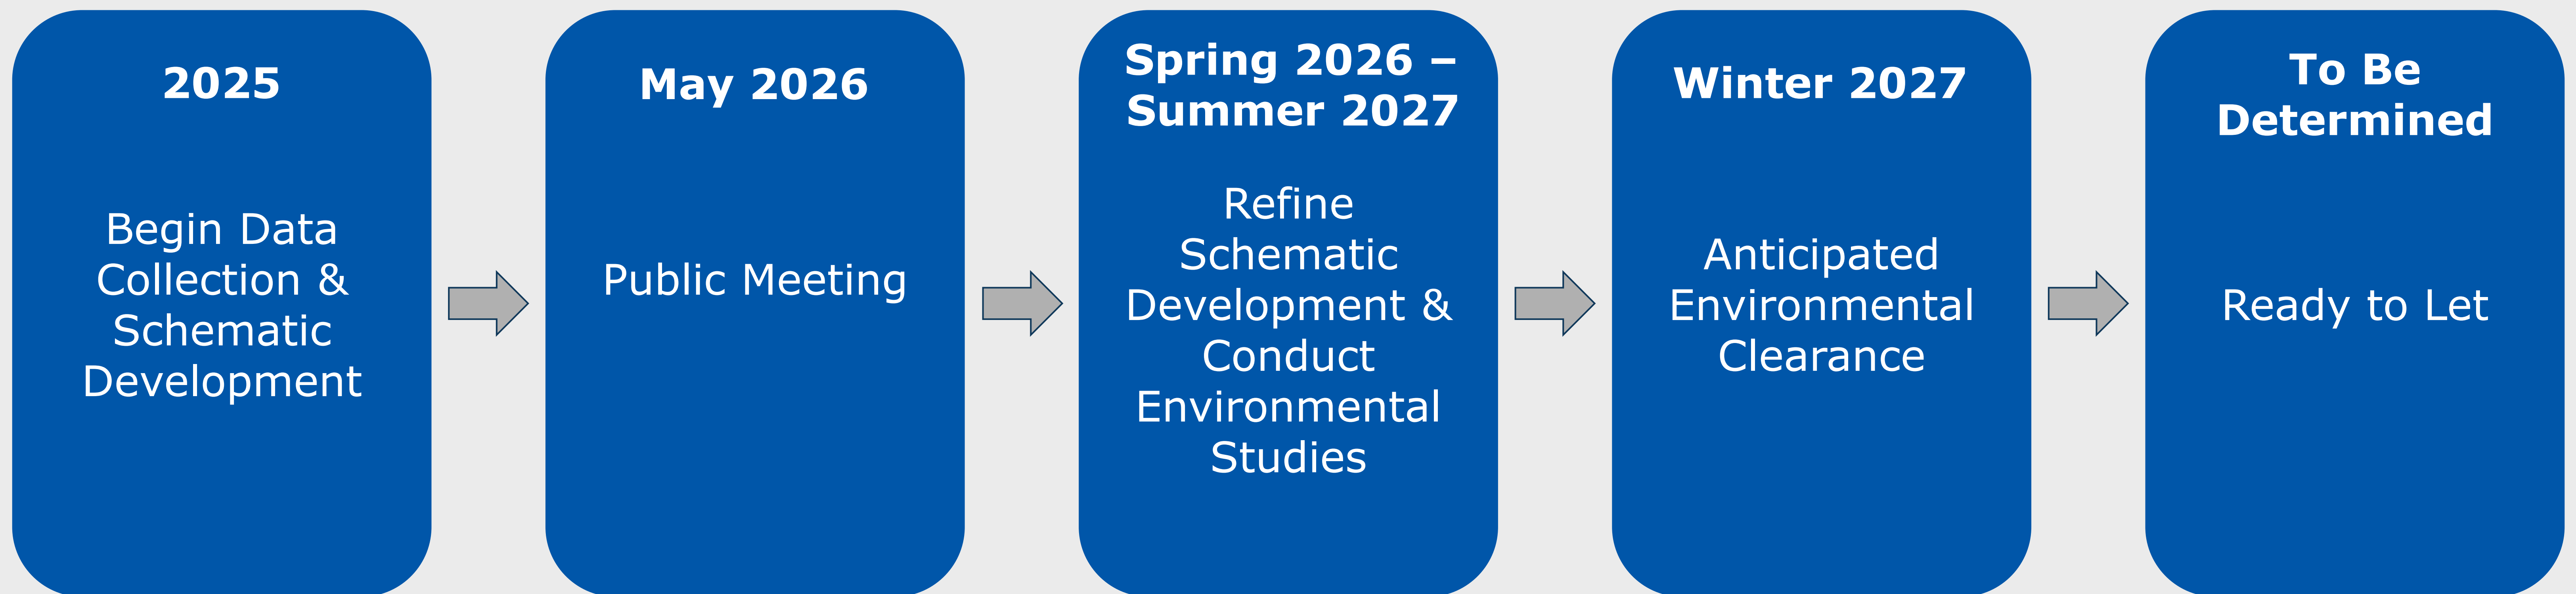 2025
Begin Data
Collection &
Schematic
Development
May 2026
Public Meeting
Spring 2026 –
Summer 2027
Refine
Schematic
Development &
Conduct
Environmental
Studies
Winter 2027
Anticipated
Environmental
Clearance
To Be
Determined
Ready to Let